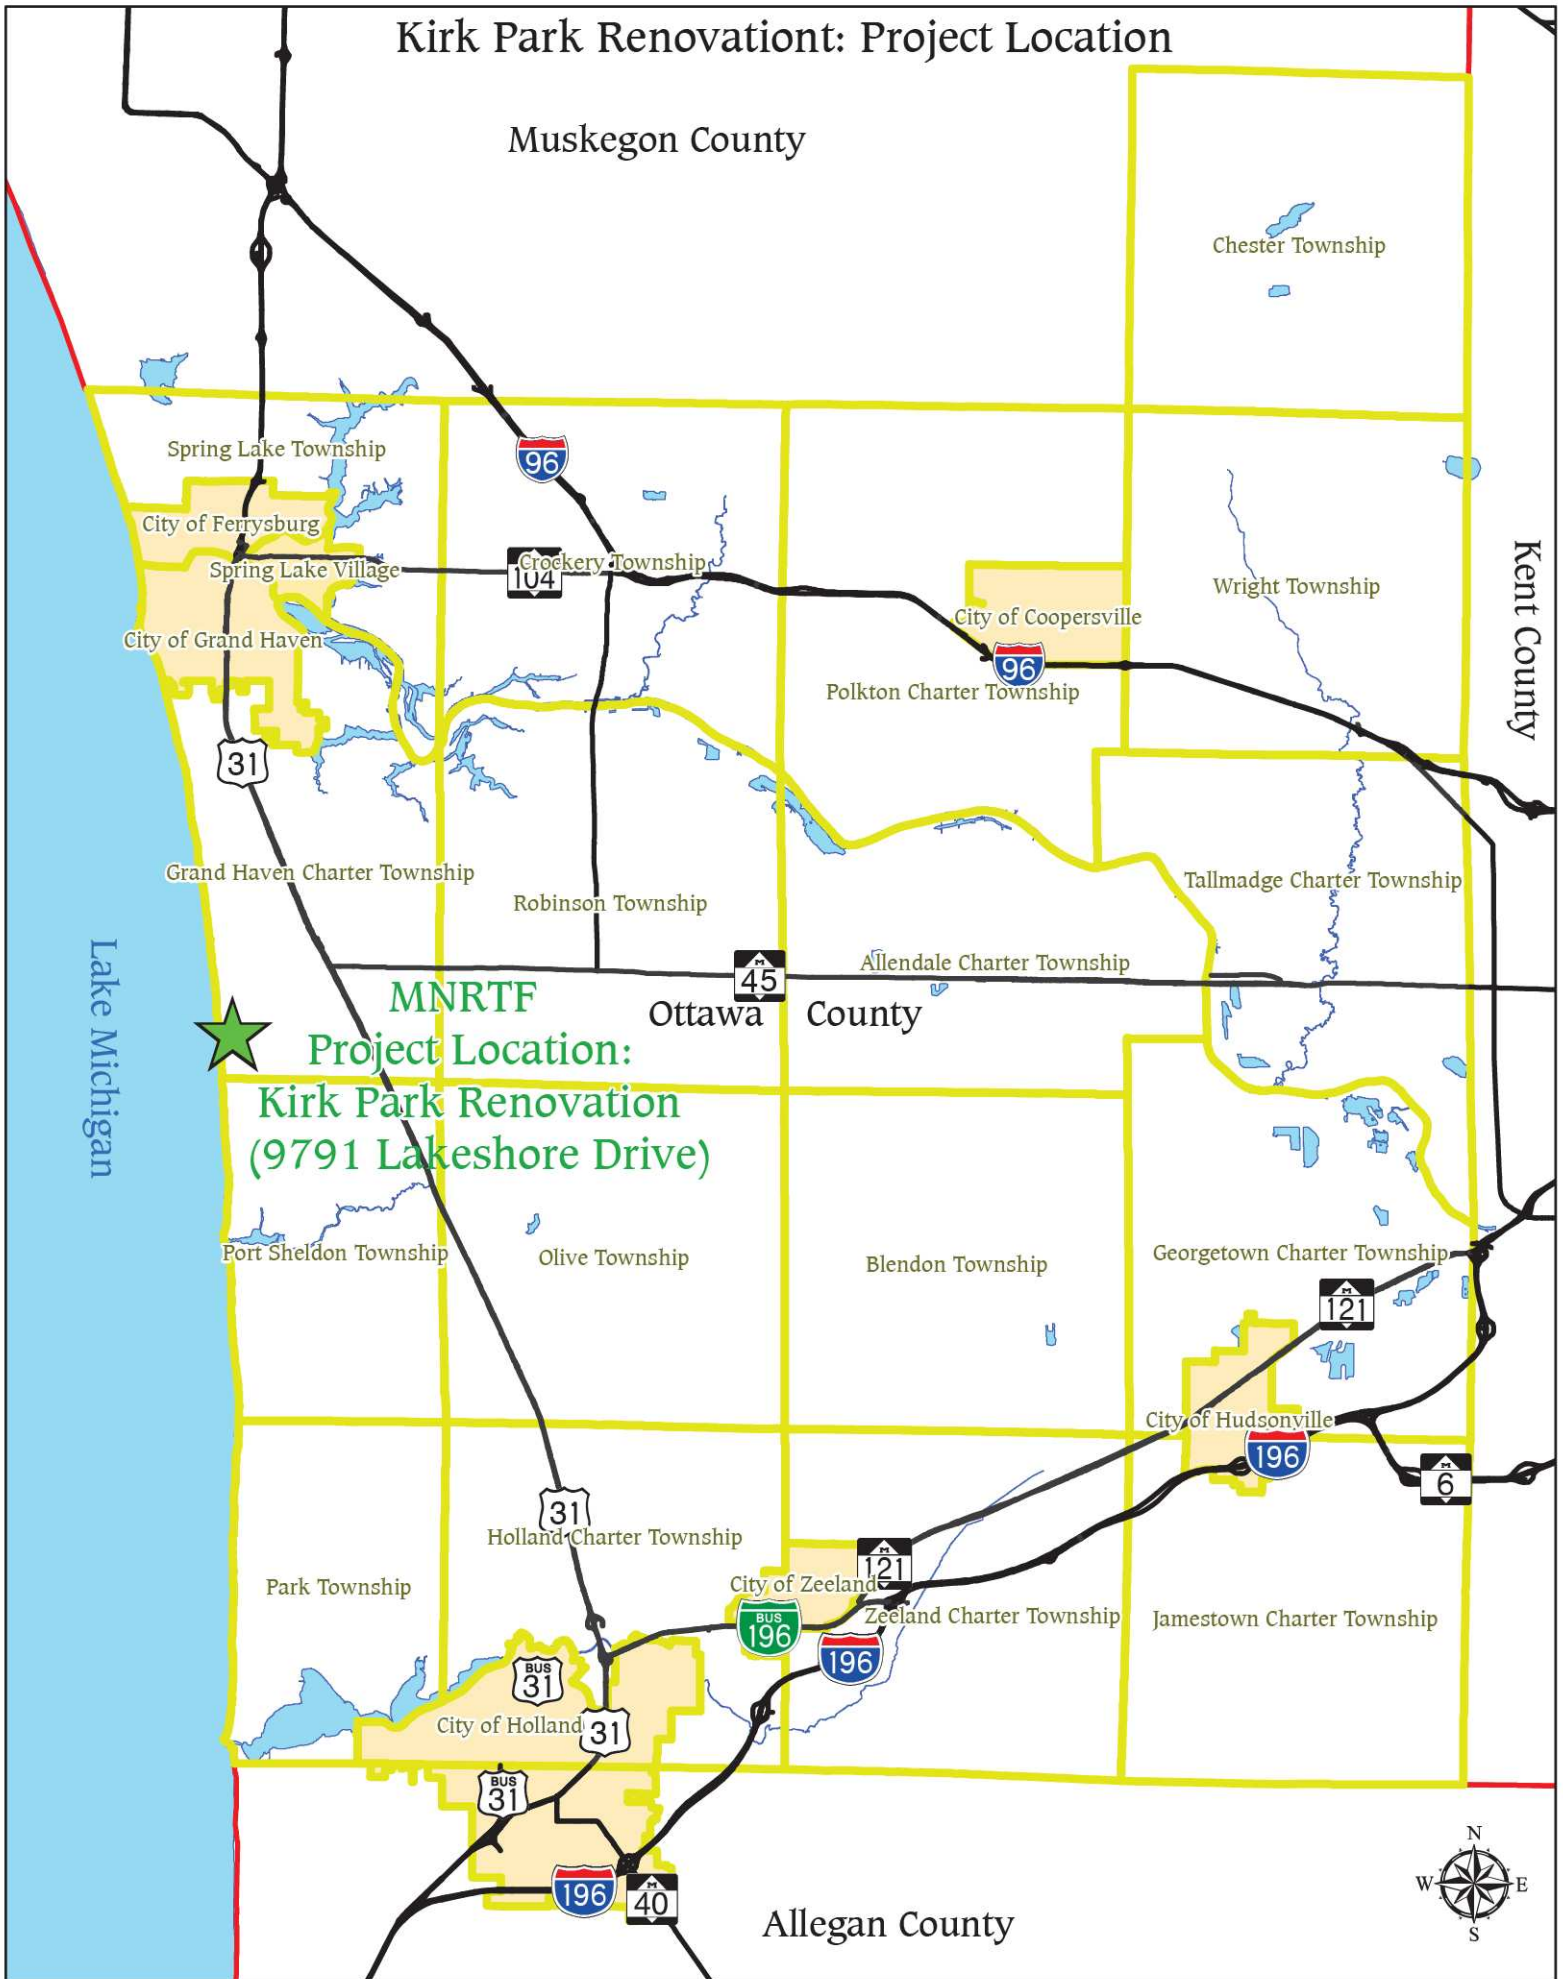 Kirk Park Renovationt: Project Location
Muskegon County
Chester Township
Spring Lake Township
96
City of Ferrysburg
Kent County
Crockery Township
104
Spring Lake Village
Wright Township
City of Coopersville
City of Grand Haven
96
Polkton Charter Township
31
Grand Haven Charter Township
Tallmadge Charter Township
Robinson Township
Lake Michigan
Allendale Charter Township
M
45
MNRTF
Ottawa County
Project Location:
Kirk Park Renovation
(9791 Lakeshore Drive)
Port Sheldon Township
Olive Township
Blendon Township
Georgetown Charter Township
M
121
City of Hudsonville
196
M
6
31
Holland Charter Township
M
121
Park Township
City of Zeeland
BUS
196
Zeeland Charter Township
Jamestown Charter Township
196
BUS
31
City of Holland
31
BUS
31
196
M
40
Allegan County
N
W
E
S